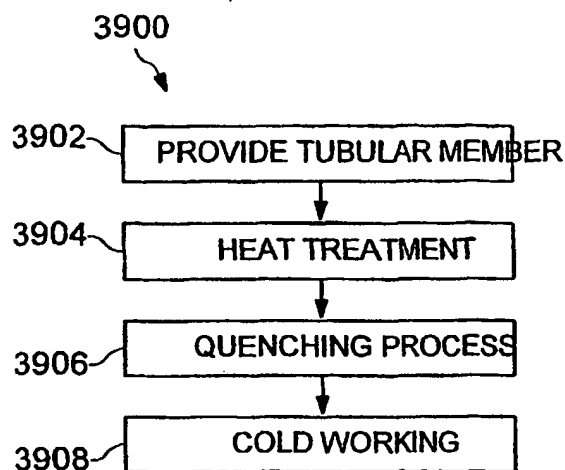 3900
3902 PROVIDE TUBULAR MEMBER
3904 HEAT TREATMENT
3906 QUENCHING PROCESS
3908 COLD WORKING